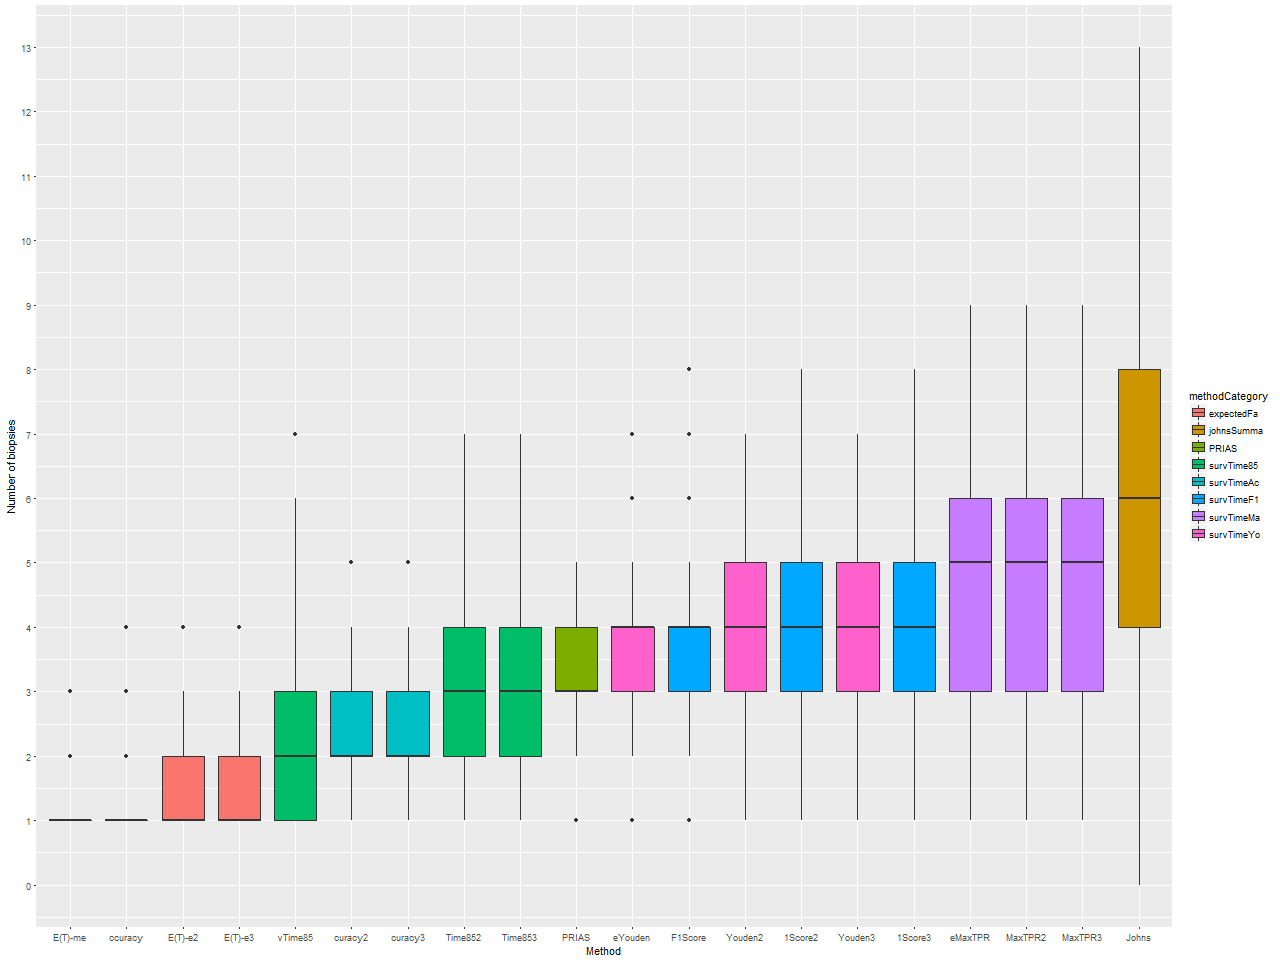 13
12
11
10
9
8
7
6
5
4
3
2
1
0
Number of biopsies
E(T)-me ccuracy E(T)-e2 E(T)-e3 vTime85 curacy2 curacy3 Time852 Time853 PRIAS eYouden F1Score Youden2 1Score2 Youden3 1Score3 eMaxTPR MaxTPR2 MaxTPR3 Johns
Method
methodCategory
expectedFa
johnsSumma
PRIAS
survTime85
survTimeAc
survTimeF1
survTimeMa
survTimeYo